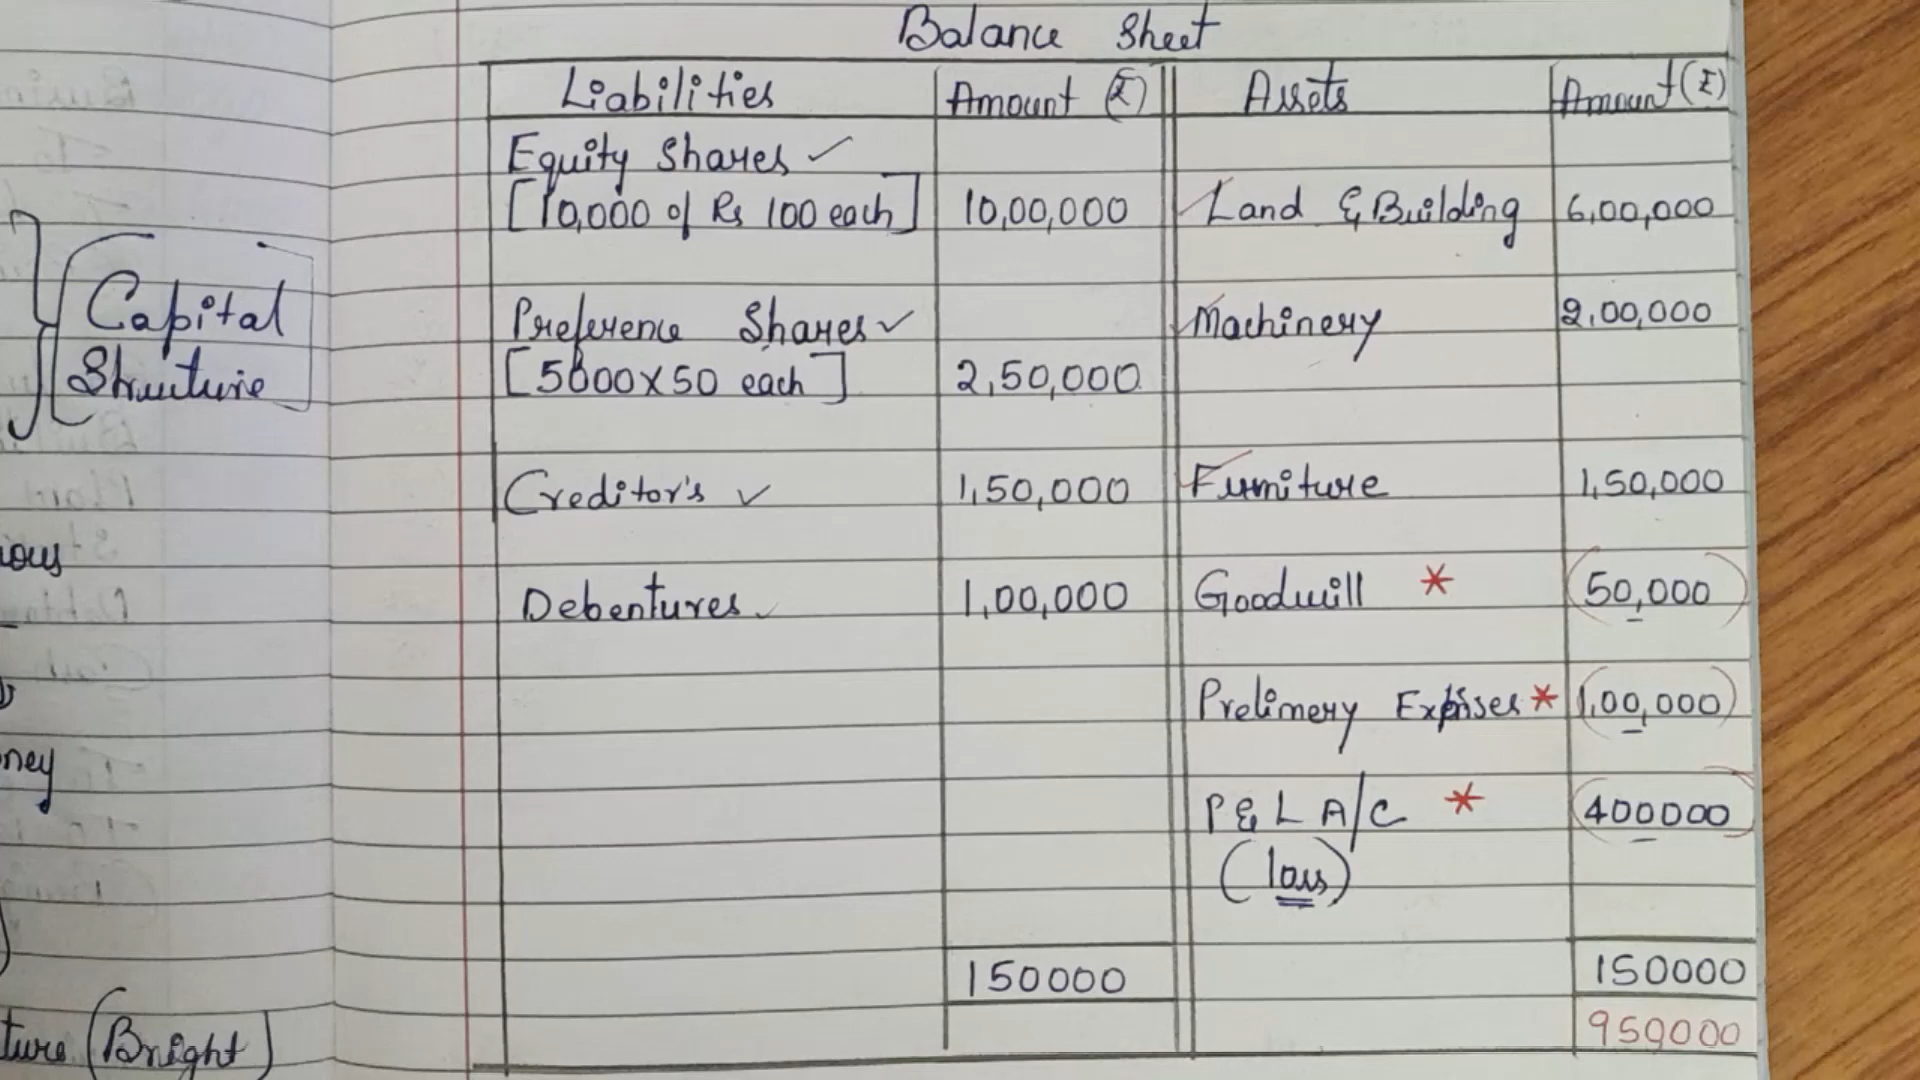 Balance Sheet
Liabilities Amount (₹) Assets Amount (₹)
Equity Shares ✓
[10,000 of Rs 100 each] 10,00,000 Land & Building 6,00,000
Capital
Structure
Preference Shares ✓ Machinery 2,00,000
[5000×50 each] 2,50,000
Creditor's ✓ 1,50,000 Furniture 1,50,000
Debentures ✓ 1,00,000 Goodwill * 50,000
Prelimery Expenses * 1,00,000
P & L A/C * 400000
(loss)
150000 150000
950000
(Bright)